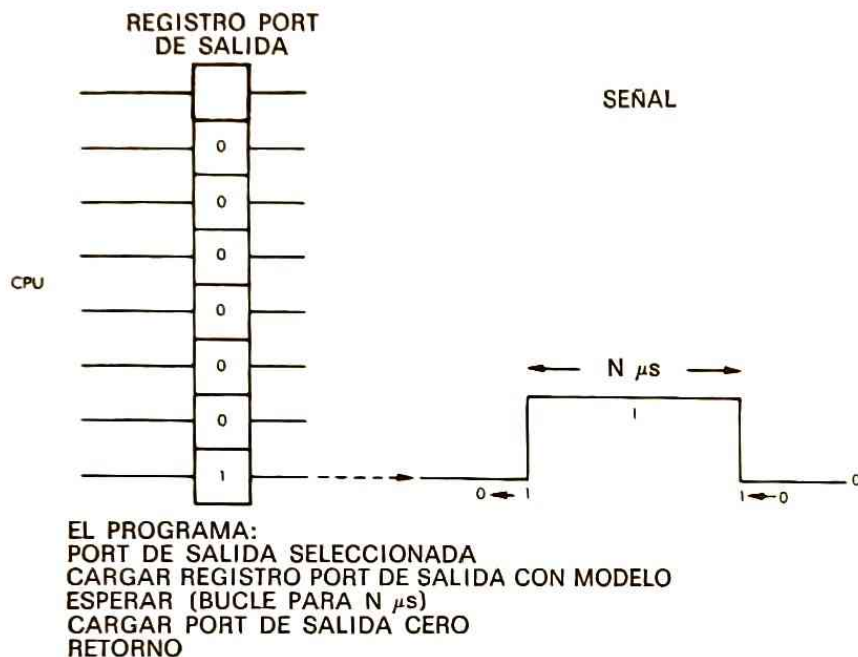 REGISTRO PORT
DE SALIDA
SEÑAL
0
0
0
0
CPU
0
0
1
N μs
1
0 1
1 0
0
EL PROGRAMA:
PORT DE SALIDA SELECCIONADA
CARGAR REGISTRO PORT DE SALIDA CON MODELO
ESPERAR (BUCLE PARA N μs)
CARGAR PORT DE SALIDA CERO
RETORNO